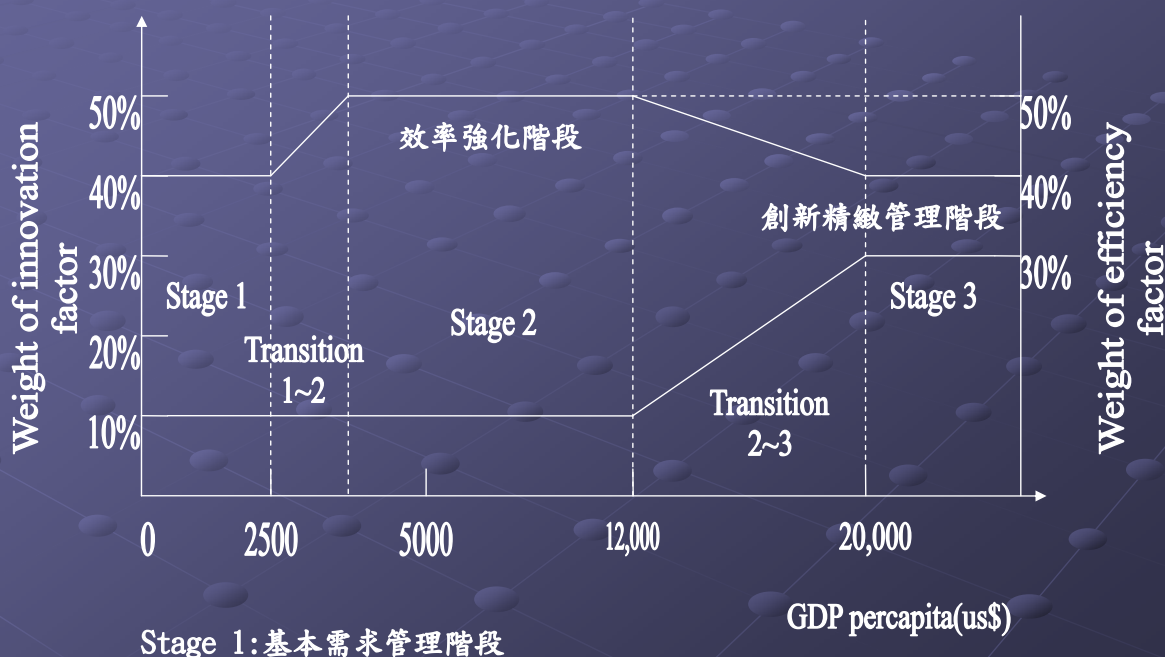 50%
50%
效率強化階段
40%
40%
創新精緻管理階段
30%
30%
Stage 1
Stage 3
Stage 2
20%
Transition
1~2
Transition
2~3
10%
Weight of innovation
factor
Weight of efficiency
factor
0
2500
5000
12,000
20,000
GDP percapita(us$)
Stage 1:基本需求管理階段